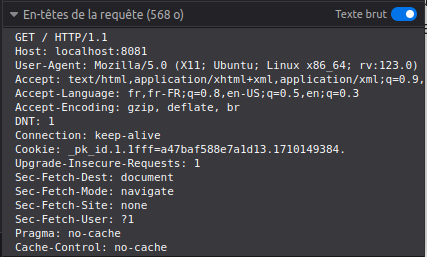 En-têtes de la requête (568 o) Texte brut
GET / HTTP/1.1
Host: localhost:8081
User-Agent: Mozilla/5.0 (X11; Ubuntu; Linux x86_64; rv:123.0)
Accept: text/html,application/xhtml+xml,application/xml;q=0.9,
Accept-Language: fr,fr-FR;q=0.8,en-US;q=0.5,en;q=0.3
Accept-Encoding: gzip, deflate, br
DNT: 1
Connection: keep-alive
Cookie: _pk_id.1.1fff=a47baf588e7a1d13.1710149384.
Upgrade-Insecure-Requests: 1
Sec-Fetch-Dest: document
Sec-Fetch-Mode: navigate
Sec-Fetch-Site: none
Sec-Fetch-User: ?1
Pragma: no-cache
Cache-Control: no-cache